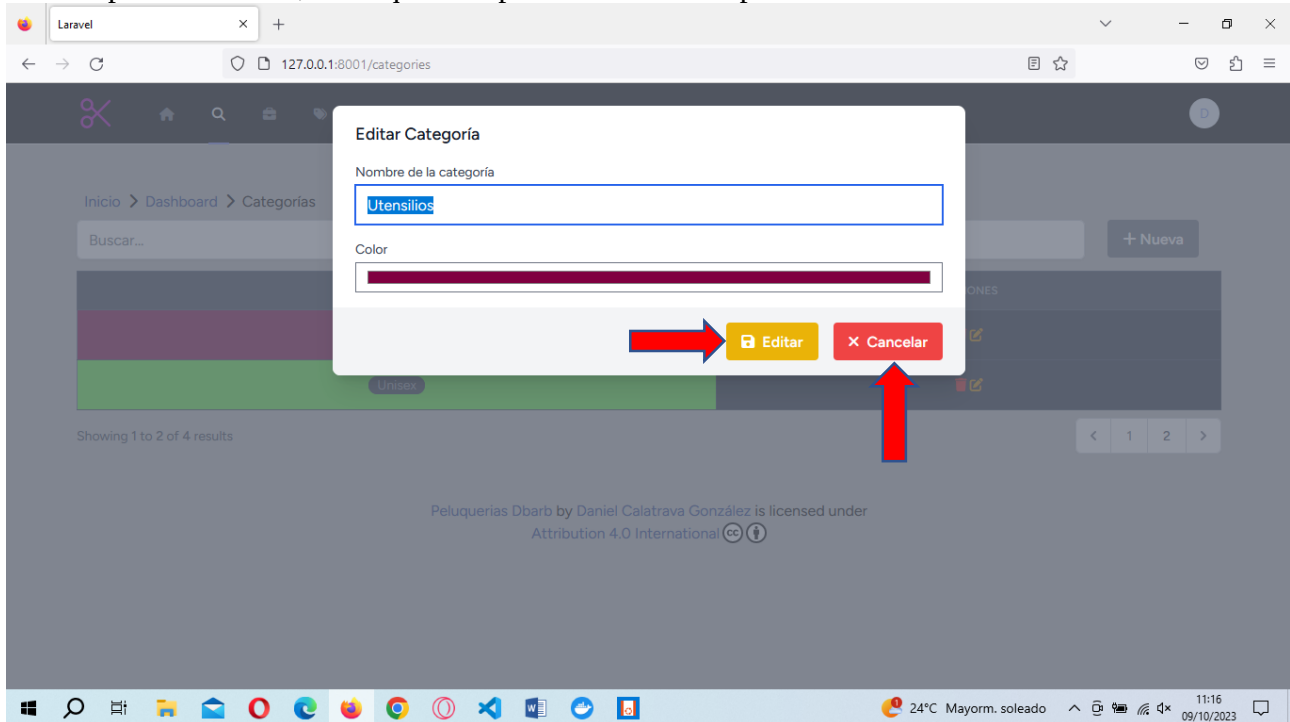 Laravel
127.0.0.1:8001/categories
D
Editar Categoría
Nombre de la categoría
Utensilios
Color
Editar
Cancelar
Inicio > Dashboard > Categorías
Buscar...
+ Nueva
Unisex
Showing 1 to 2 of 4 results
< 1 2 >
Peluquerias Dbarb by Daniel Calatrava González is licensed under
Attribution 4.0 International
24°C Mayorm. soleado
11:16
09/10/2023